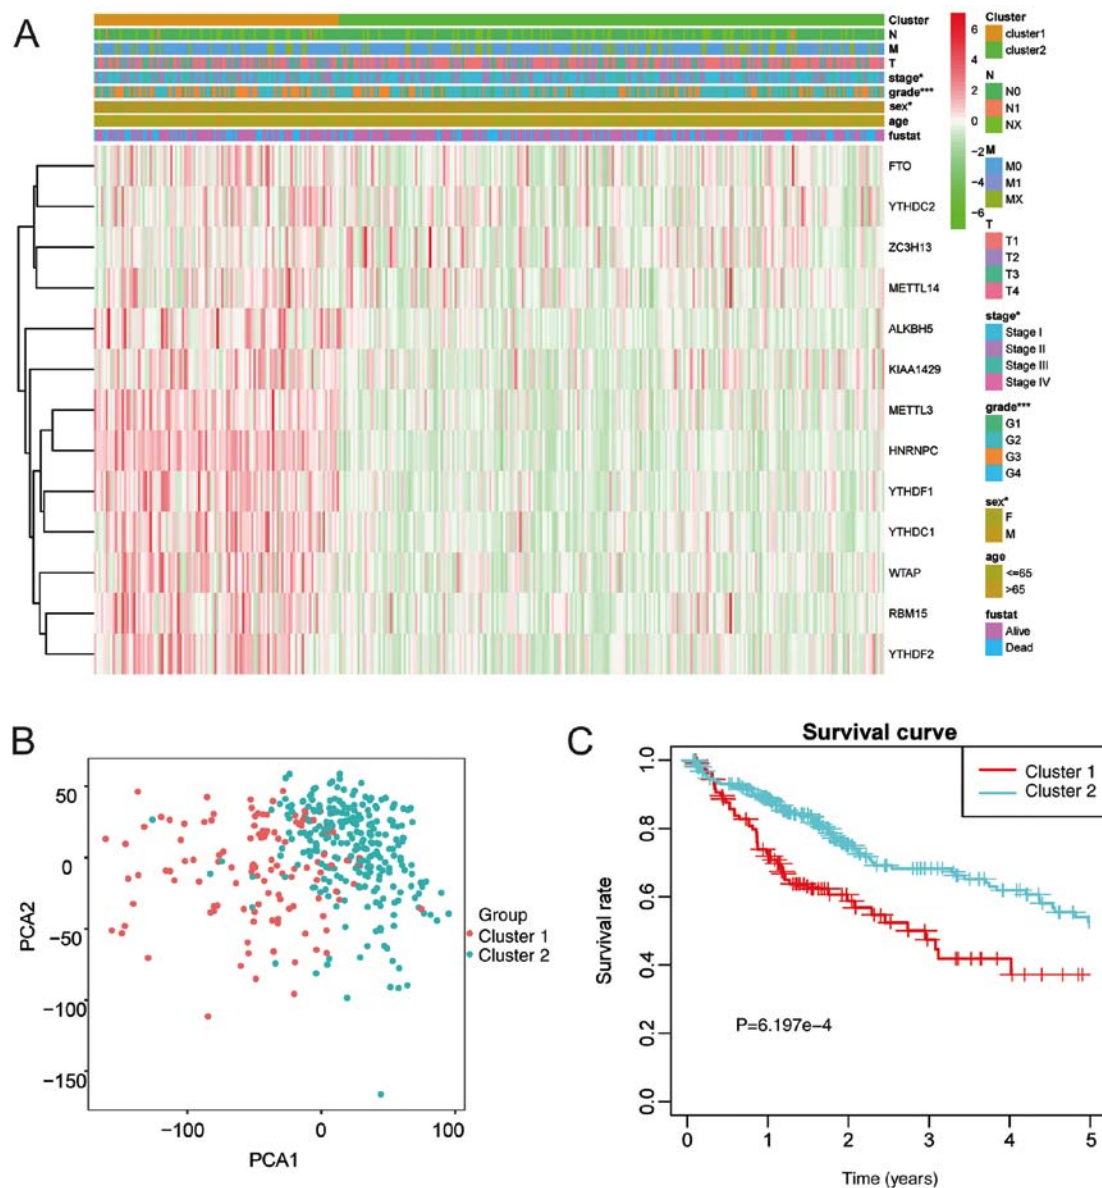 A
Cluster
N
M
T
stage*
grade***
sex*
age
fustat
FTO
YTHDC2
ZC3H13
METTL14
ALKBH5
KIAA1429
METTL3
HNRNPC
YTHDF1
YTHDC1
WTAP
RBM15
YTHDF2
6
4
2
0
−2
−4
−6
Cluster
cluster1
cluster2
N
N0
N1
NX
M
M0
M1
MX
T
T1
T2
T3
T4
stage*
Stage I
Stage II
Stage III
Stage IV
grade***
G1
G2
G3
G4
sex*
F
M
age
<=65
>65
fustat
Alive
Dead
B
50
0
−50
−100
−150
PCA2
−100 0 100
PCA1
Group
Cluster 1
Cluster 2
C
Survival curve
Cluster 1
Cluster 2
1.0
0.8
0.6
0.4
0.2
0.0
Survival rate
P=6.197e−4
0 1 2 3 4 5
Time (years)